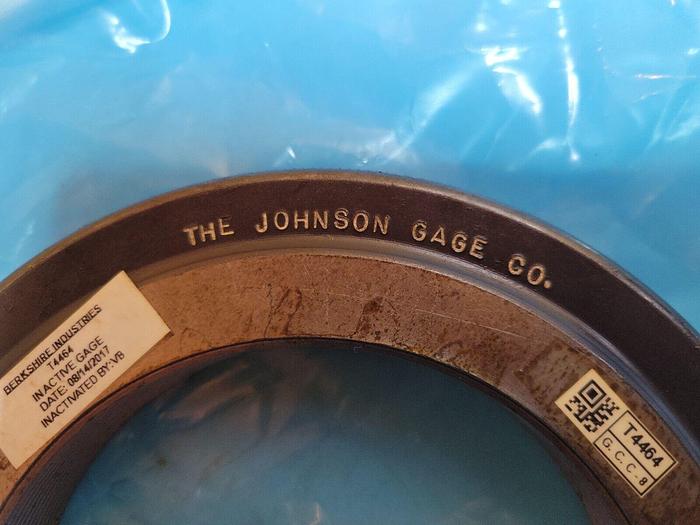 THE JOHNSON GAGE CO.
BERKSHIRE INDUSTRIES
T4464
INACTIVE GAGE
DATE: 08/14/2017
INACTIVATED BY: VB
T4464
G.C.C-8